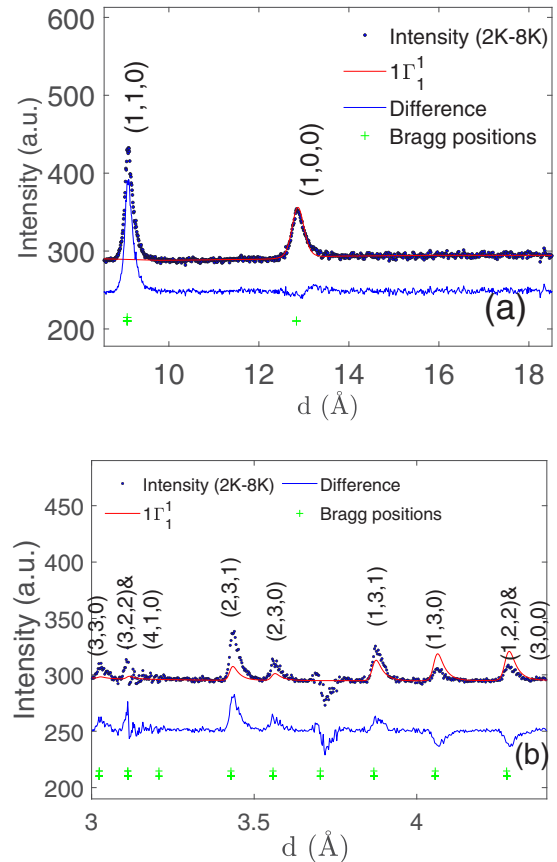 600
500
400
300
200
Intensity (a.u.)
Intensity (2K-8K)
1Γ₁¹
Difference
Bragg positions
(1,1,0)
(1,0,0)
(a)
10 12 14 16 18
d (Å)
450
400
350
300
250
200
Intensity (a.u.)
Intensity (2K-8K)
1Γ₁¹
Difference
Bragg positions
(3,3,0)
(3,2,2)&
(4,1,0)
(2,3,1)
(2,3,0)
(1,3,1)
(1,3,0)
(1,2,2)&
(3,0,0)
(b)
3 3.5 4
d (Å)